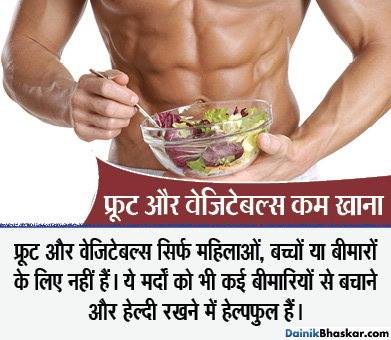 फ्रूट और वेजिटेबल्स कम खाना
फ्रूट और वेजिटेबल्स सिर्फ महिलाओं, बच्चों या बीमारों
के लिए नहीं हैं। ये मर्दों को भी कई बीमारियों से बचाने
और हेल्दी रखने में हेल्पफुल हैं।
DainikBhaskar.com